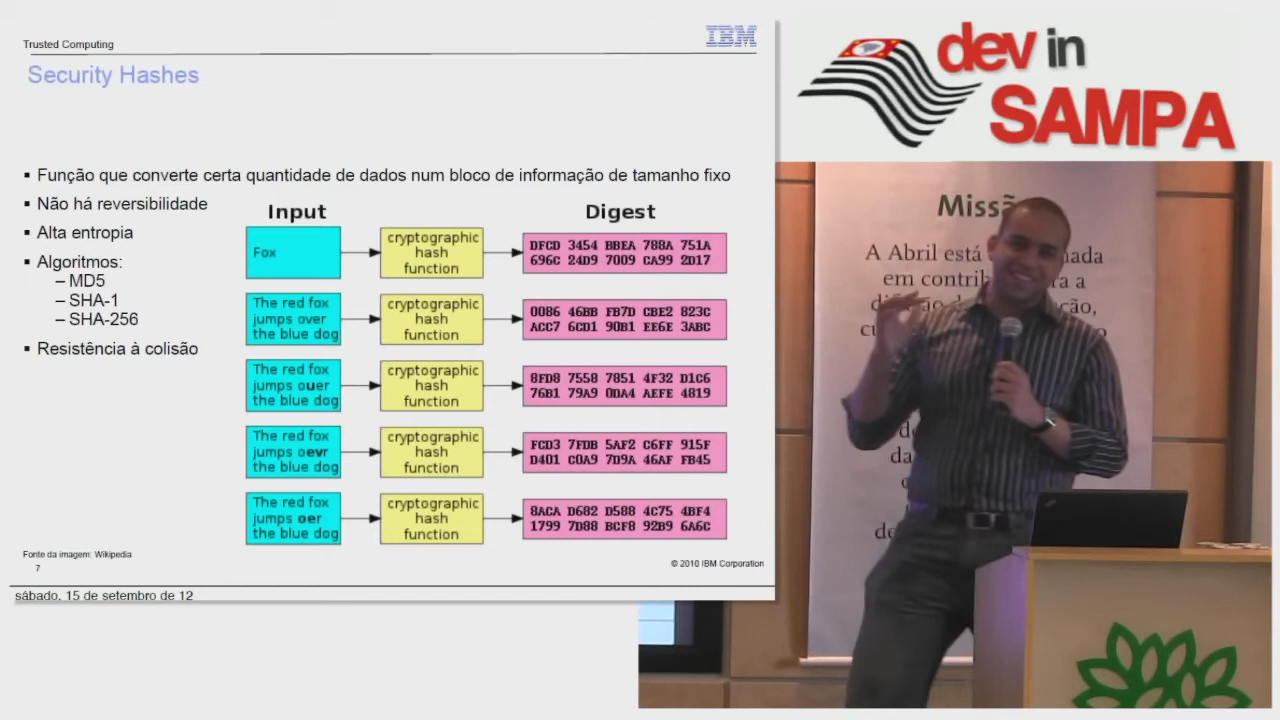 Trusted Computing
IBM
Security Hashes
Função que converte certa quantidade de dados num bloco de informação de tamanho fixo
Não há reversibilidade
Alta entropia
Algoritmos:
– MD5
– SHA-1
– SHA-256
Resistência à colisão
Input
Digest
Fox
cryptographic
hash
function
DFCD 3454 BBEA 788A 751A
696C 24D9 7009 CA99 2D17
The red fox
jumps over
the blue dog
cryptographic
hash
function
0086 46BB FB7D CBE2 823C
ACC7 6CD1 90B1 EE6E 3ABC
The red fox
jumps ouer
the blue dog
cryptographic
hash
function
8FD8 7558 7851 4F32 D1C6
76B1 79A9 0DA4 AEFE 4819
The red fox
jumps oevr
the blue dog
cryptographic
hash
function
FCD3 7FDB 5AF2 C6FF 915F
D401 C0A9 7D9A 46AF FB45
The red fox
jumps oer
the blue dog
cryptographic
hash
function
8ACA D682 D588 4C75 4BF4
1799 7D88 BCF8 92B9 6A6C
Fonte da imagem: Wikipedia
7
© 2010 IBM Corporation
sábado, 15 de setembro de 12
dev in
SAMPA
Missã
A Abril está
em contrib
a a